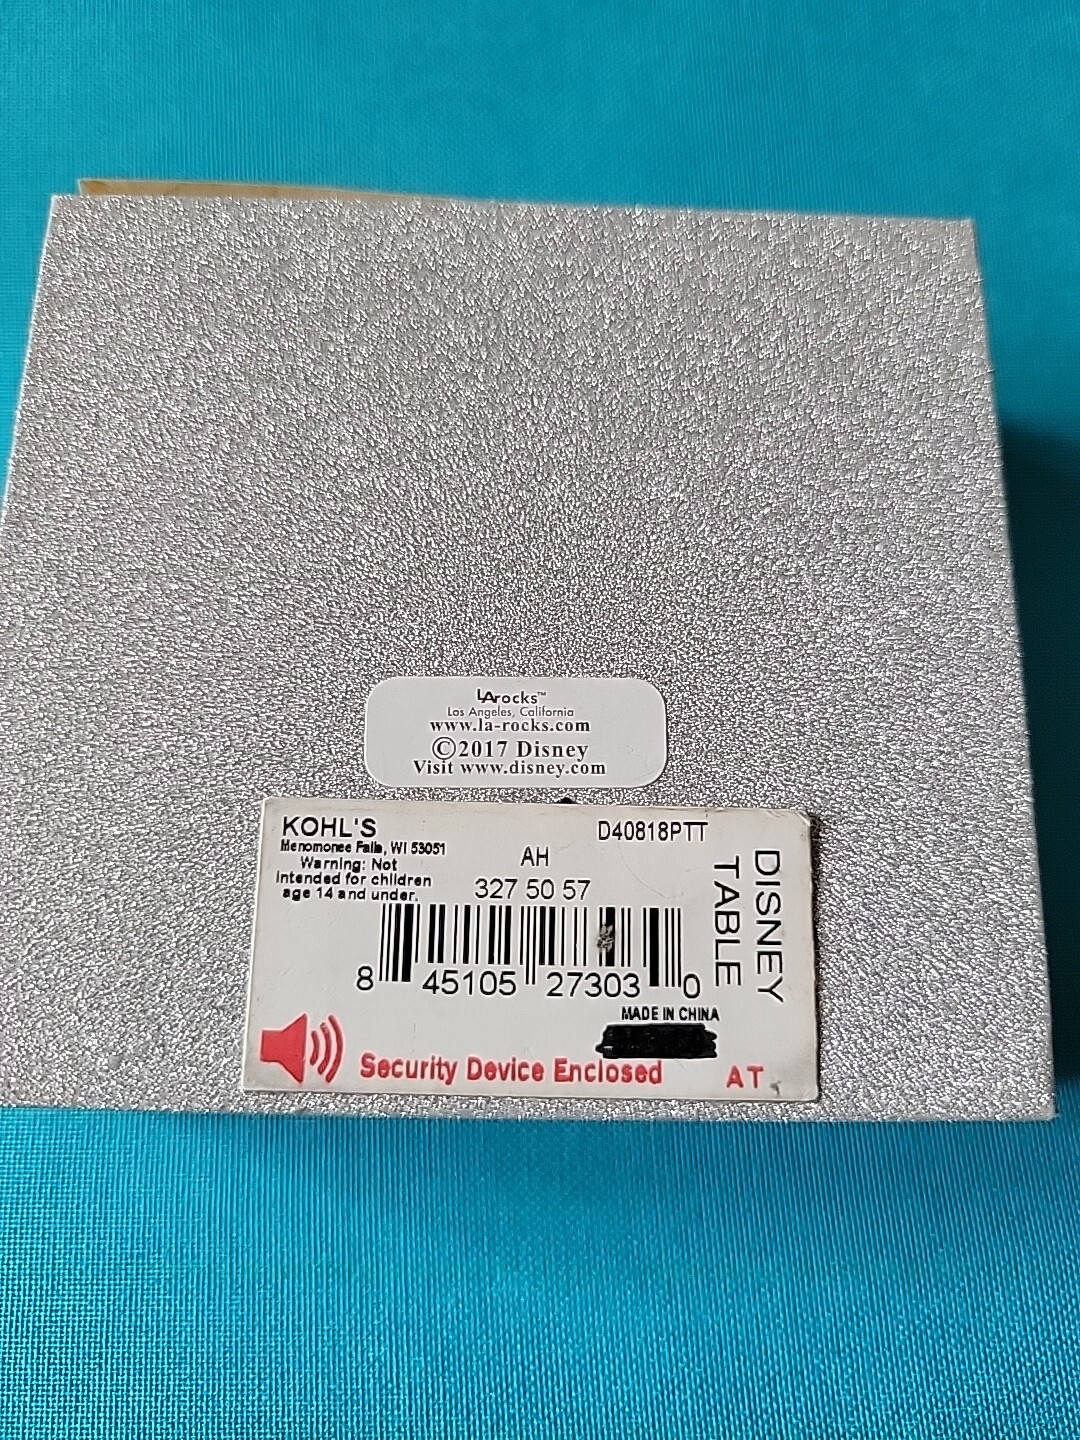 LArocks™
Los Angeles, California
www.la-rocks.com
©2017 Disney
Visit www.disney.com
KOHL'S
Menomonee Falls, WI 53051
Warning: Not
intended for children
age 14 and under.
D40818PTT
AH
327 50 57
8 45105 27303 0
DISNEY
TABLE
MADE IN CHINA
Security Device Enclosed
AT